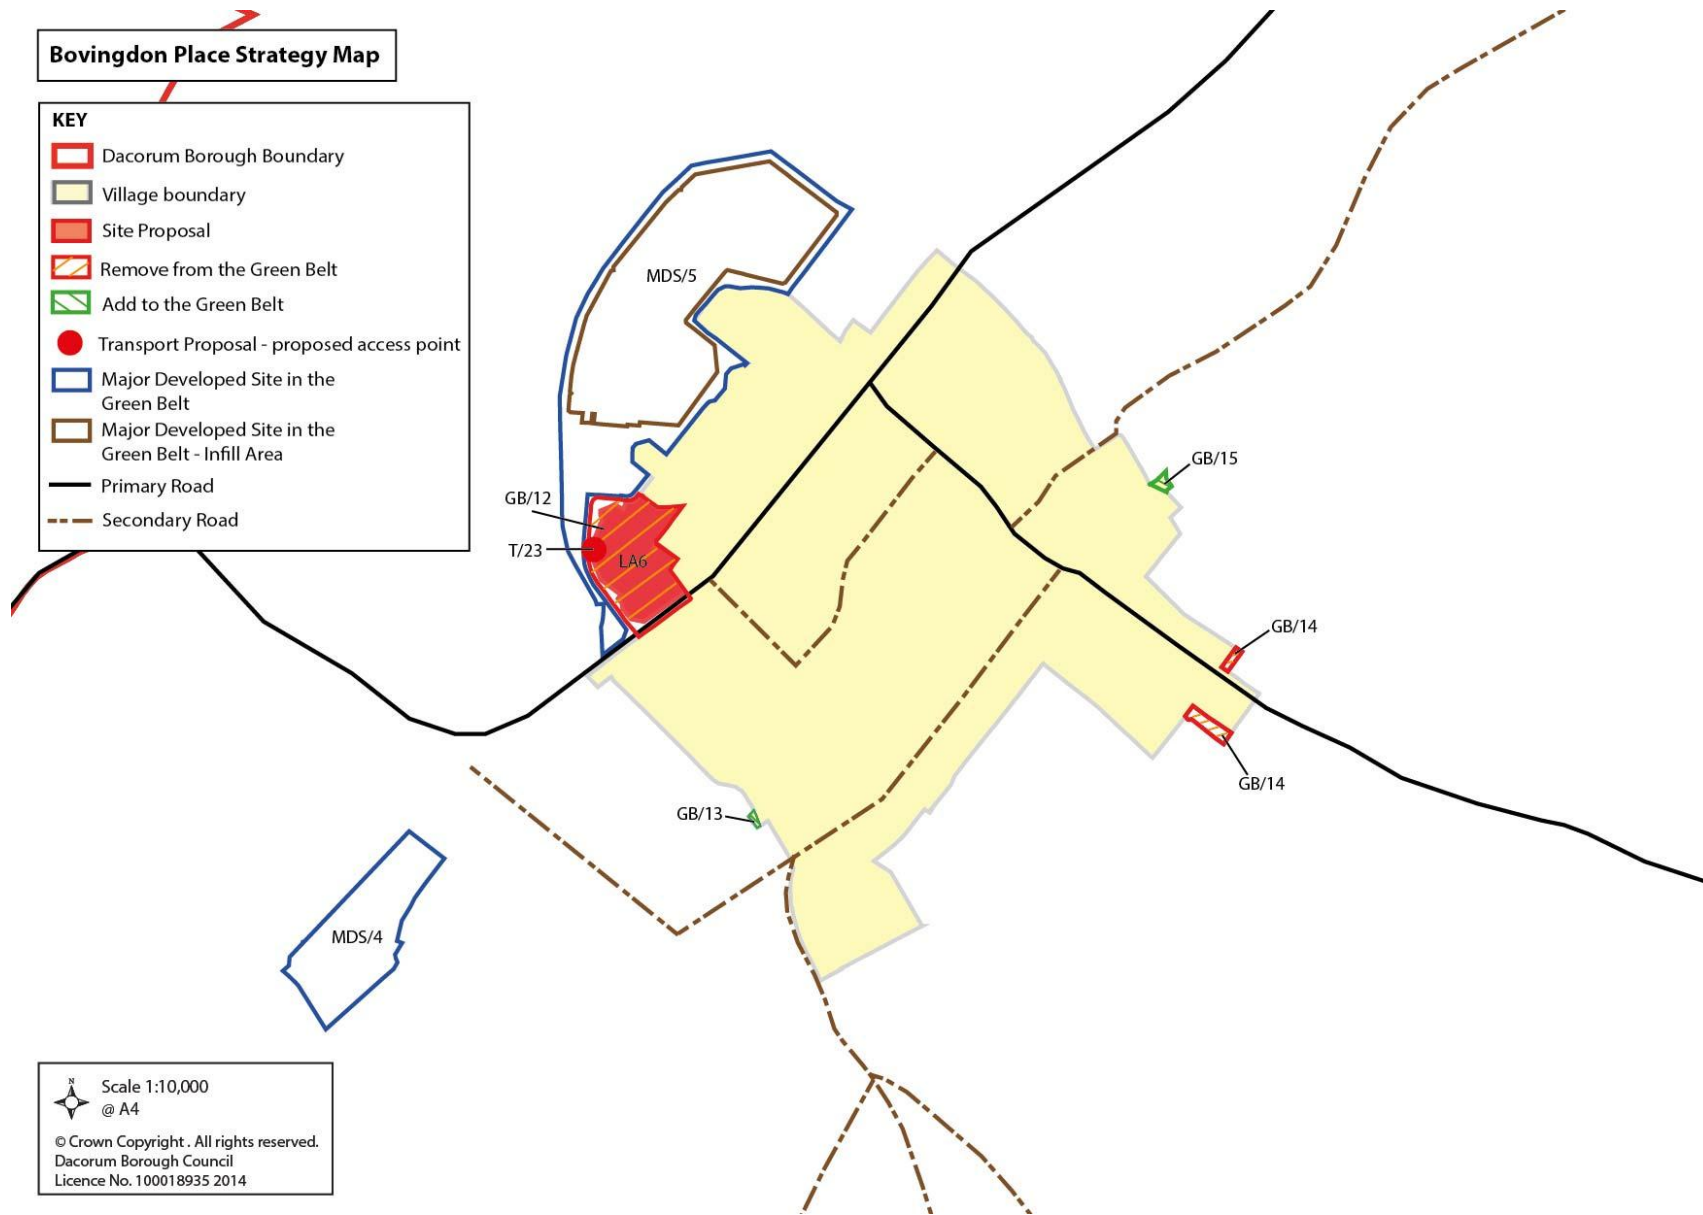 Bovingdon Place Strategy Map
KEY
Dacorum Borough Boundary
Village boundary
Site Proposal
Remove from the Green Belt
Add to the Green Belt
Transport Proposal - proposed access point
Major Developed Site in the
Green Belt
Major Developed Site in the
Green Belt - Infill Area
Primary Road
Secondary Road
MDS/5
GB/15
GB/12
T/23
LA6
GB/14
GB/14
GB/13
MDS/4
N
Scale 1:10,000
@ A4
© Crown Copyright . All rights reserved.
Dacorum Borough Council
Licence No. 100018935 2014